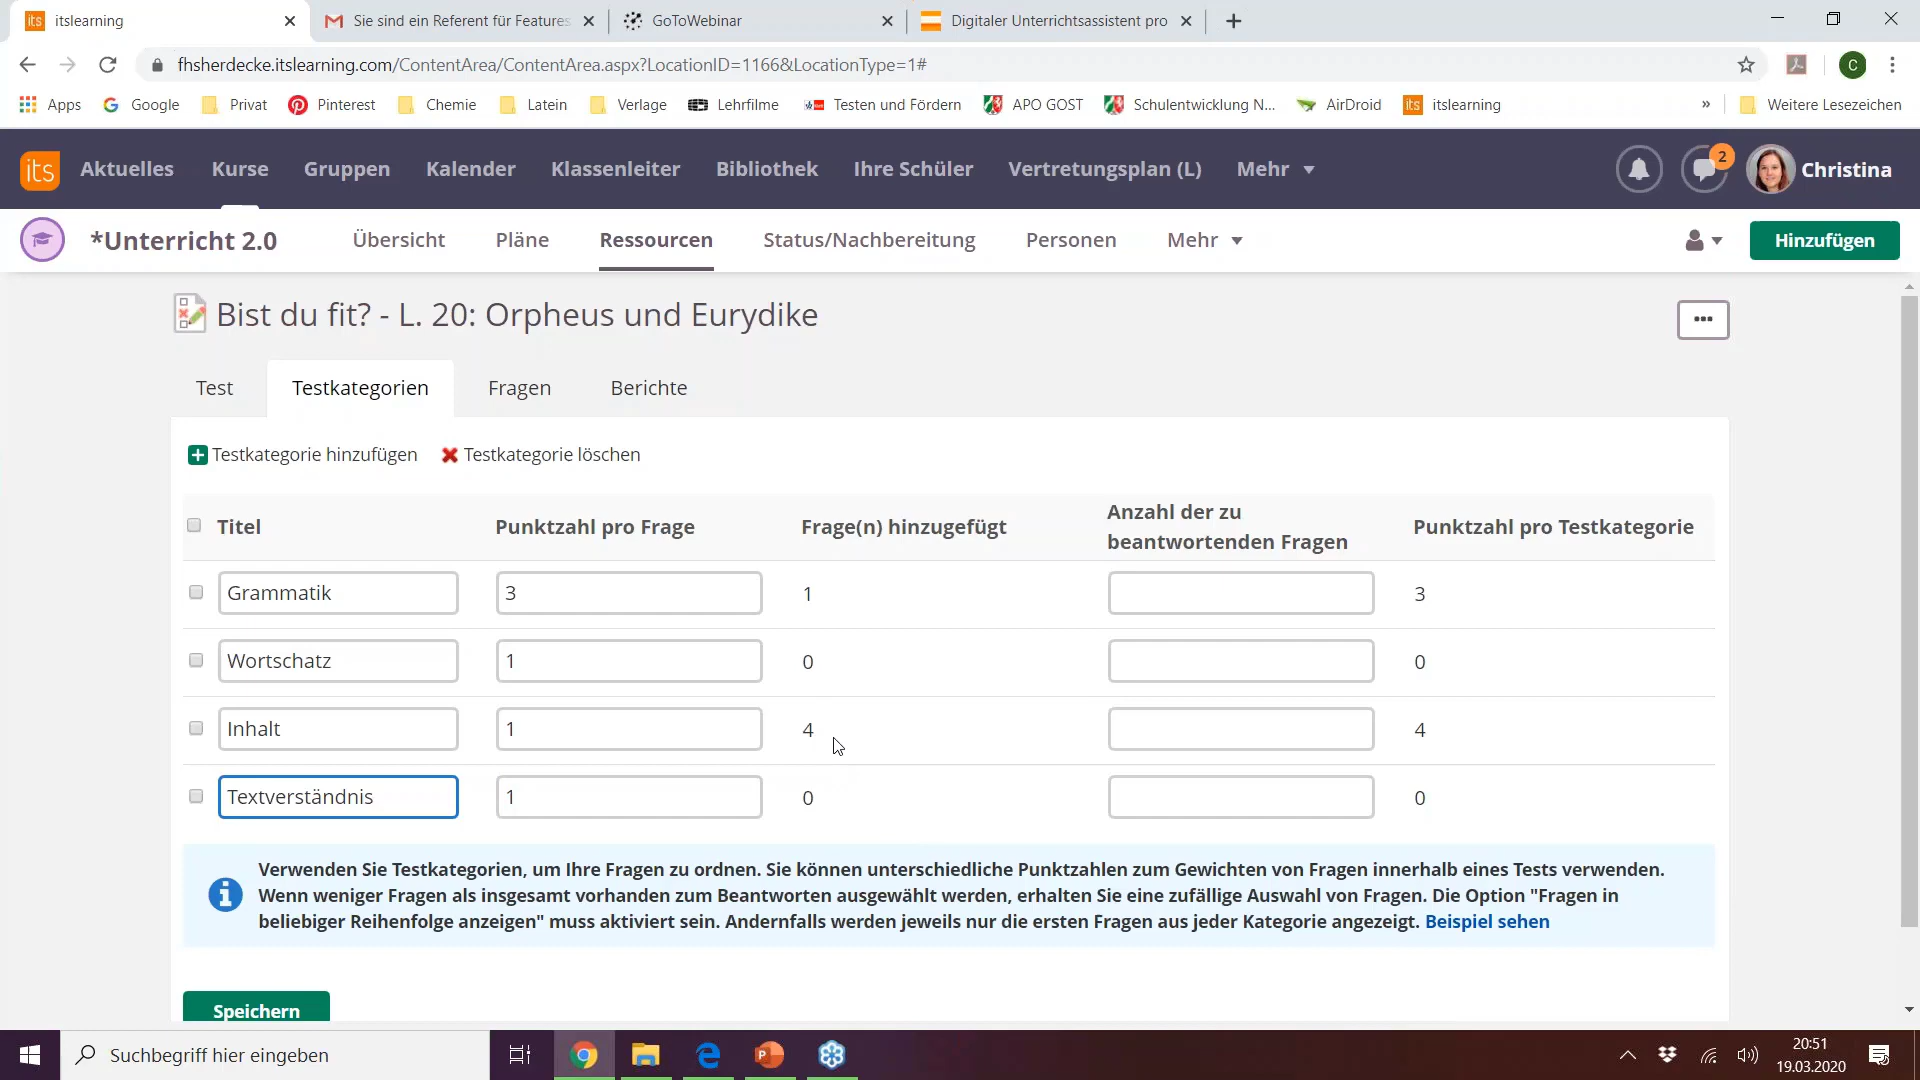 itslearning
Sie sind ein Referent für Features
GoToWebinar
Digitaler Unterrichtsassistent pro
fhsherdecke.itslearning.com/ContentArea/ContentArea.aspx?LocationID=1166&LocationType=1#
C
Apps
Google
Privat
Pinterest
Chemie
Latein
Verlage
Lehrfilme
Testen und Fördern
APO GOST
Schulentwicklung N...
AirDroid
itslearning
»
Weitere Lesezeichen
its
Aktuelles
Kurse
Gruppen
Kalender
Klassenleiter
Bibliothek
Ihre Schüler
Vertretungsplan (L)
Mehr
2
Christina
*Unterricht 2.0
Übersicht
Pläne
Ressourcen
Status/Nachbereitung
Personen
Mehr
Hinzufügen
Bist du fit? - L. 20: Orpheus und Eurydike
Test
Testkategorien
Fragen
Berichte
Testkategorie hinzufügen
Testkategorie löschen
Titel
Punktzahl pro Frage
Frage(n) hinzugefügt
Anzahl der zu
beantwortenden Fragen
Punktzahl pro Testkategorie
Grammatik
3
1
3
Wortschatz
1
0
0
Inhalt
1
4
4
Textverständnis
1
0
0
Verwenden Sie Testkategorien, um Ihre Fragen zu ordnen. Sie können unterschiedliche Punktzahlen zum Gewichten von Fragen innerhalb eines Tests verwenden.
Wenn weniger Fragen als insgesamt vorhanden zum Beantworten ausgewählt werden, erhalten Sie eine zufällige Auswahl von Fragen. Die Option "Fragen in
beliebiger Reihenfolge anzeigen" muss aktiviert sein. Andernfalls werden jeweils nur die ersten Fragen aus jeder Kategorie angezeigt. Beispiel sehen
Speichern
Suchbegriff hier eingeben
20:51
19.03.2020